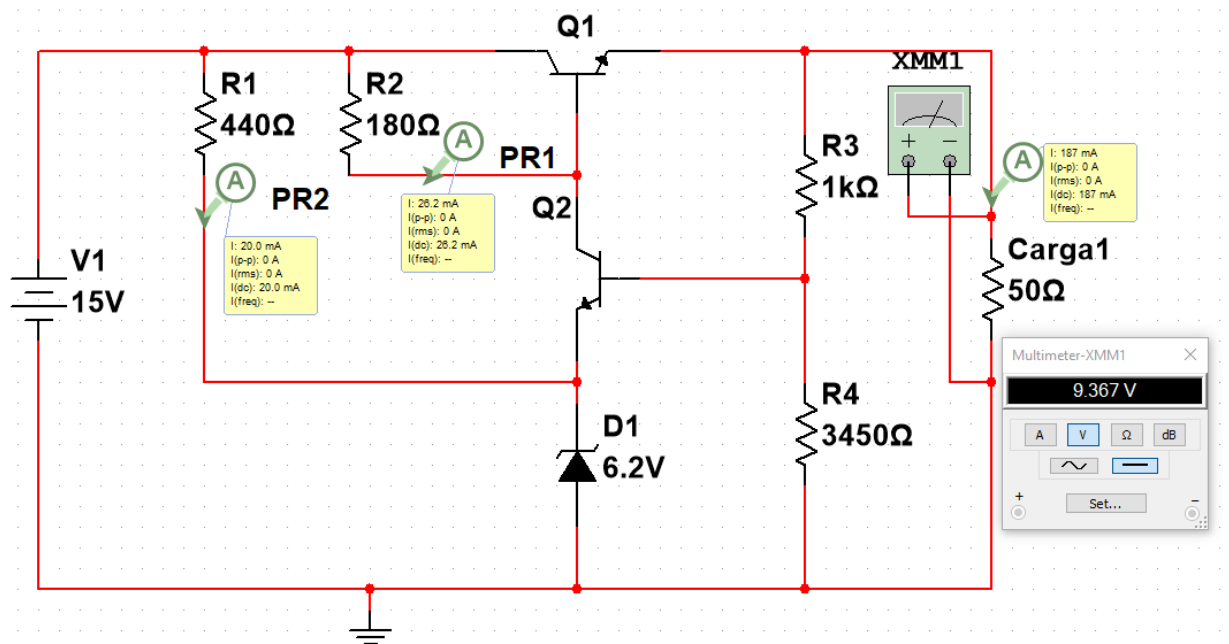 Q1
XMM1
R1
440Ω
R2
180Ω
A
PR1
A
PR2
I: 26.2 mA
I(p-p): 0 A
I(rms): 0 A
I(dc): 26.2 mA
I(freq): --
I: 20.0 mA
I(p-p): 0 A
I(rms): 0 A
I(dc): 20.0 mA
I(freq): --
Q2
R3
1kΩ
+ −
A
I: 187 mA
I(p-p): 0 A
I(rms): 0 A
I(dc): 187 mA
I(freq): --
V1
15V
Carga1
50Ω
D1
6.2V
R4
3450Ω
Multimeter-XMM1
9.367 V
A V Ω dB
+ −
Set...